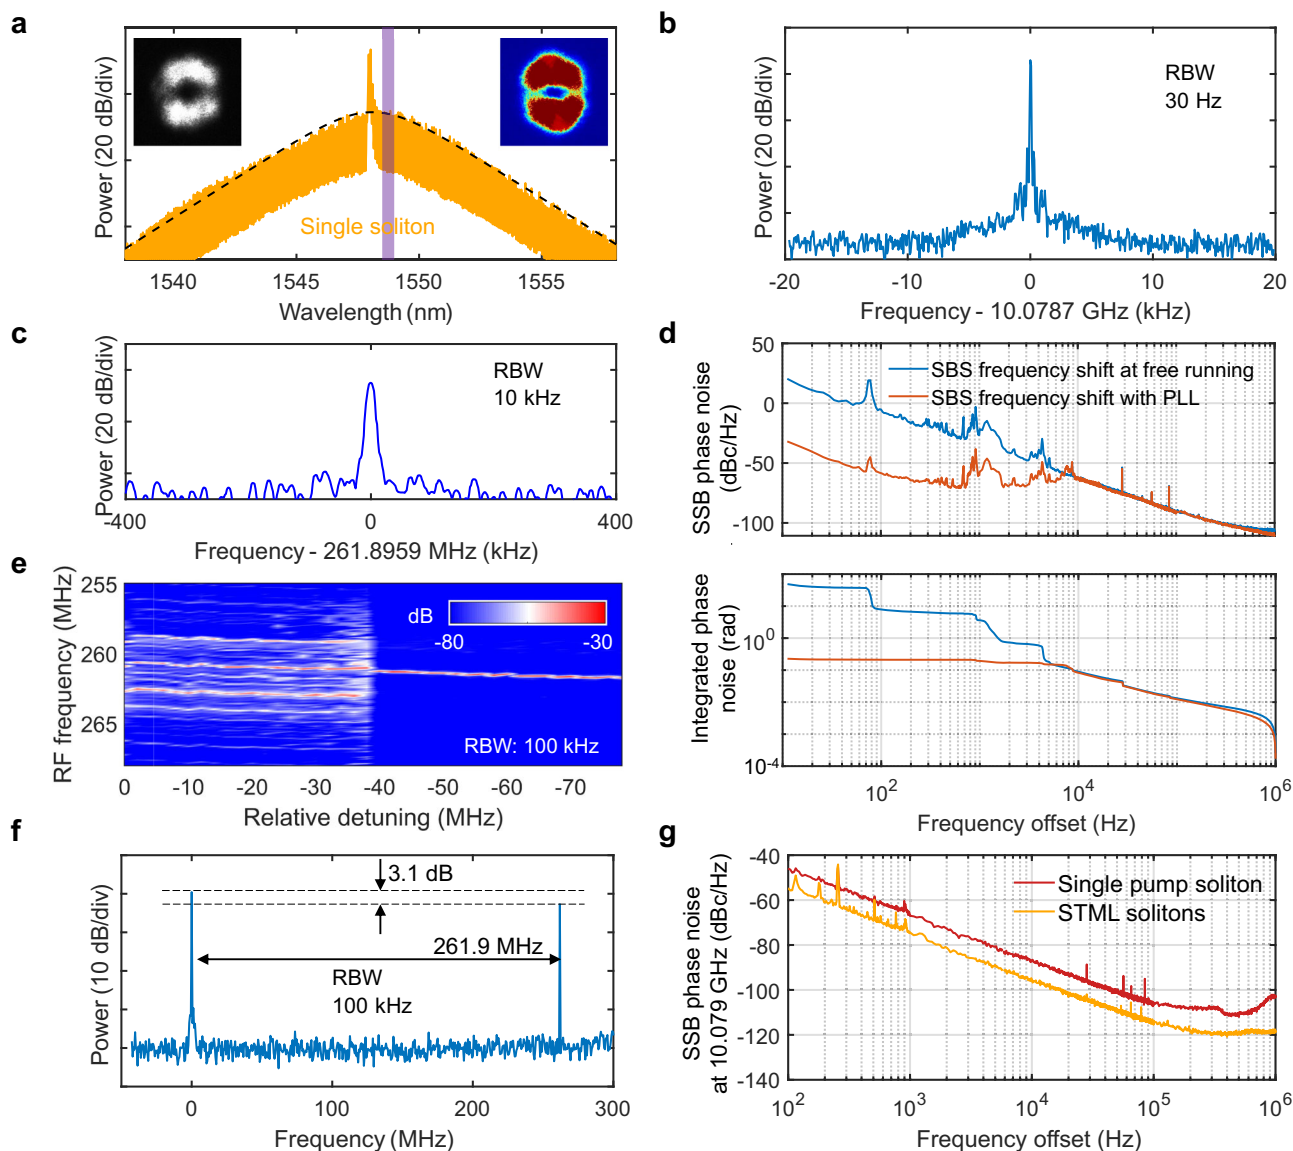 a
Power (20 dB/div)
Single soliton
1540
1545
1550
1555
Wavelength (nm)
b
Power (20 dB/div)
RBW
30 Hz
-20
-10
0
10
20
Frequency - 10.0787 GHz (kHz)
c
Power (20 dB/div)
RBW
10 kHz
-400
0
400
Frequency - 261.8959 MHz (kHz)
d
SSB phase noise
(dBc/Hz)
50
0
-50
-100
SBS frequency shift at free running
SBS frequency shift with PLL
Integrated phase
noise (rad)
10^0
10^-4
10^2
10^4
10^6
Frequency offset (Hz)
e
RF frequency (MHz)
255
260
265
dB
-80
-30
RBW: 100 kHz
0
-10
-20
-30
-40
-50
-60
-70
Relative detuning (MHz)
f
Power (10 dB/div)
3.1 dB
261.9 MHz
RBW
100 kHz
0
100
200
300
Frequency (MHz)
g
SSB phase noise
at 10.079 GHz (dBc/Hz)
-40
-60
-80
-100
-120
-140
Single pump soliton
STML solitons
10^2
10^3
10^4
10^5
10^6
Frequency offset (Hz)